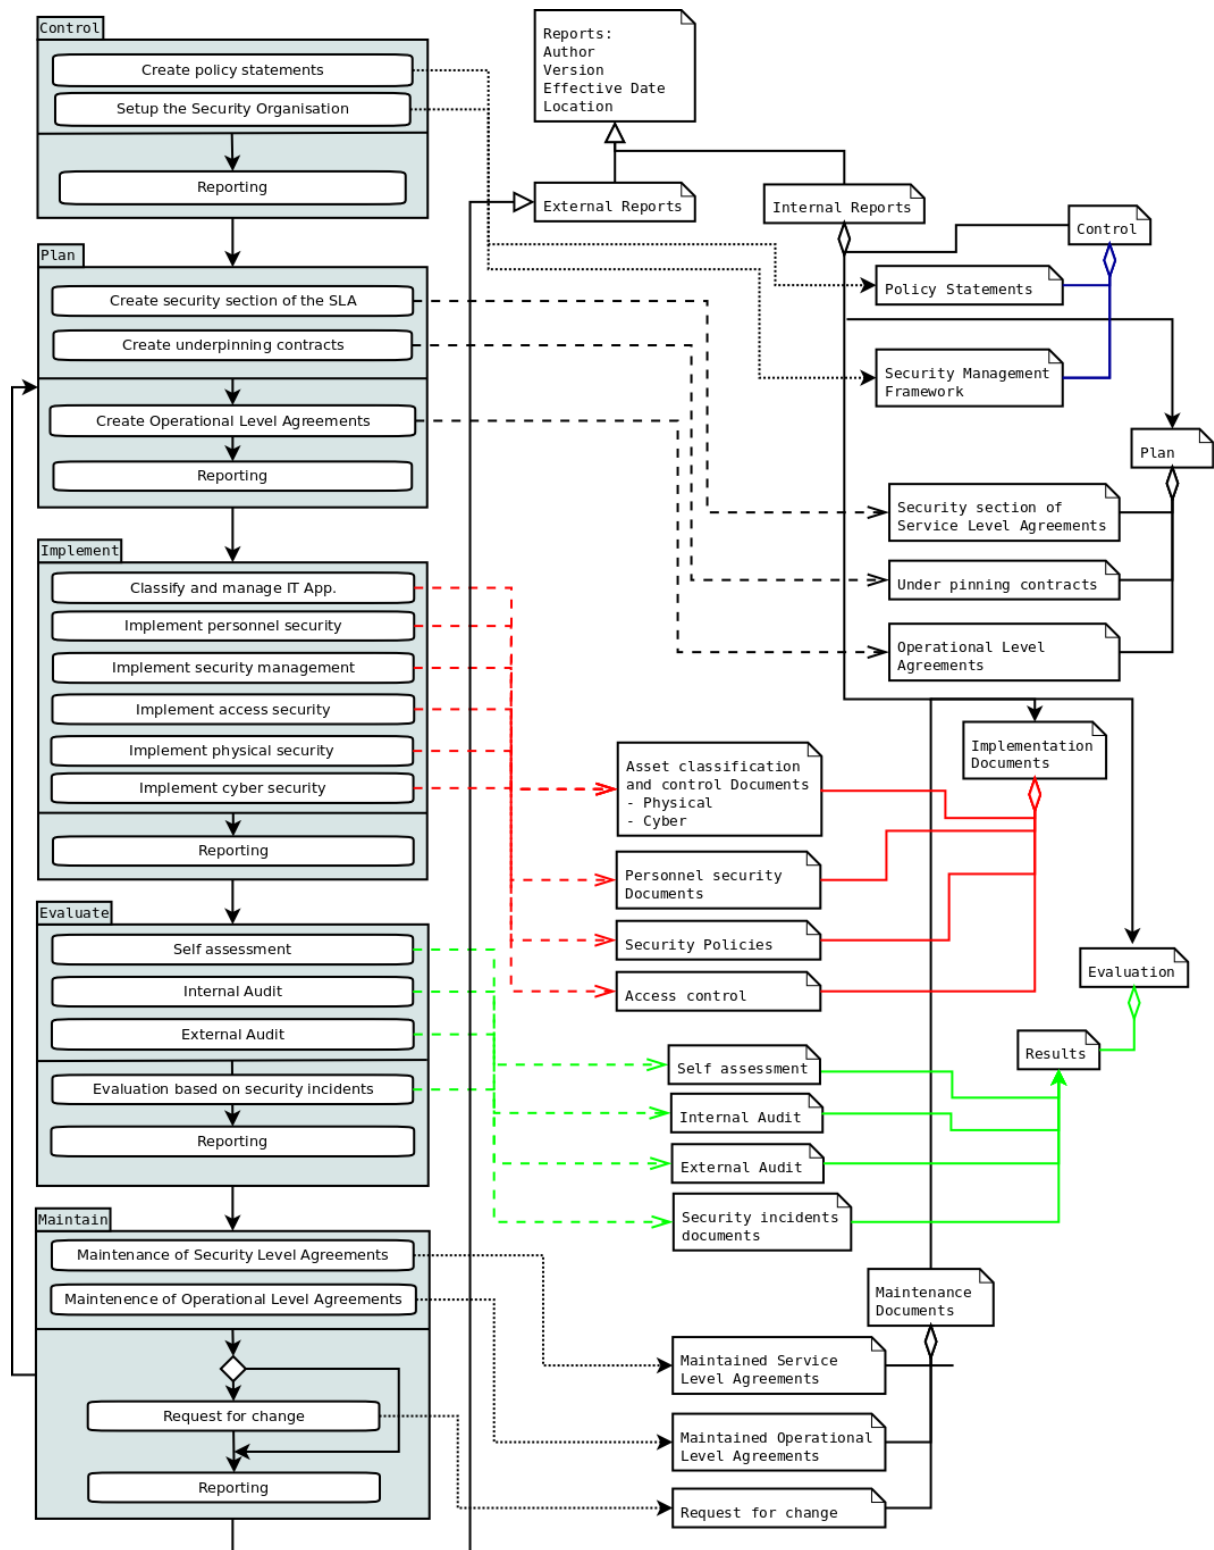 Control
Create policy statements
Setup the Security Organisation
Reporting
Plan
Create security section of the SLA
Create underpinning contracts
Create Operational Level Agreements
Reporting
Implement
Classify and manage IT App.
Implement personnel security
Implement security management
Implement access security
Implement physical security
Implement cyber security
Reporting
Evaluate
Self assessment
Internal Audit
External Audit
Evaluation based on security incidents
Reporting
Maintain
Maintenance of Security Level Agreements
Maintenence of Operational Level Agreements
Request for change
Reporting
Reports:
Author
Version
Effective Date
Location
External Reports
Internal Reports
Control
Policy Statements
Security Management
Framework
Plan
Security section of
Service Level Agreements
Under pinning contracts
Operational Level
Agreements
Implementation
Documents
Asset classification
and control Documents
- Physical
- Cyber
Personnel security
Documents
Security Policies
Access control
Evaluation
Results
Self assessment
Internal Audit
External Audit
Security incidents
documents
Maintenance
Documents
Maintained Service
Level Agreements
Maintained Operational
Level Agreements
Request for change